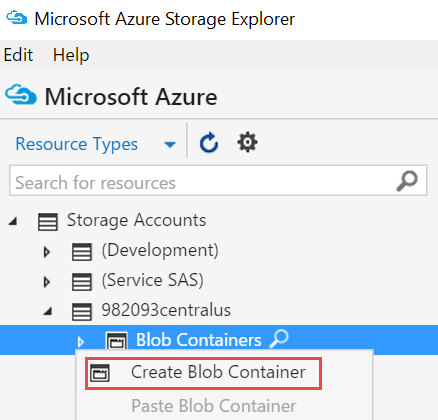 Microsoft Azure Storage Explorer
Edit Help
Microsoft Azure
Resource Types
Search for resources
Storage Accounts
(Development)
(Service SAS)
982093centralus
Blob Containers
Create Blob Container
Paste Blob Container